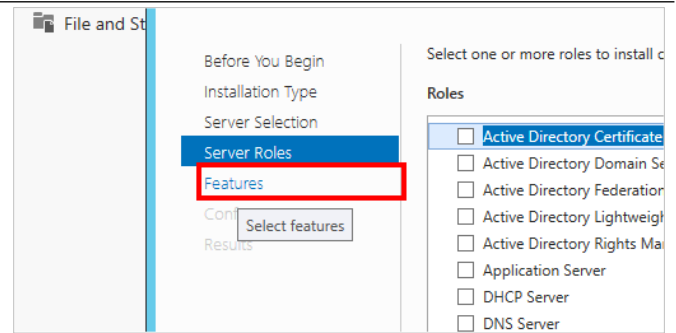 File and St
Before You Begin
Installation Type
Server Selection
Server Roles
Features
Conf
Select features
Results
Select one or more roles to install
Roles
Active Directory Certificate
Active Directory Domain Se
Active Directory Federation
Active Directory Lightweigh
Active Directory Rights Ma
Application Server
DHCP Server
DNS Server